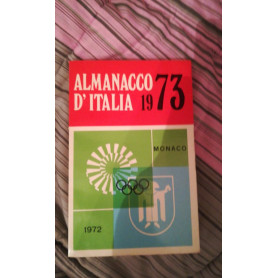 ALMANACCO
D'ITALIA 1973
MONACO
1972